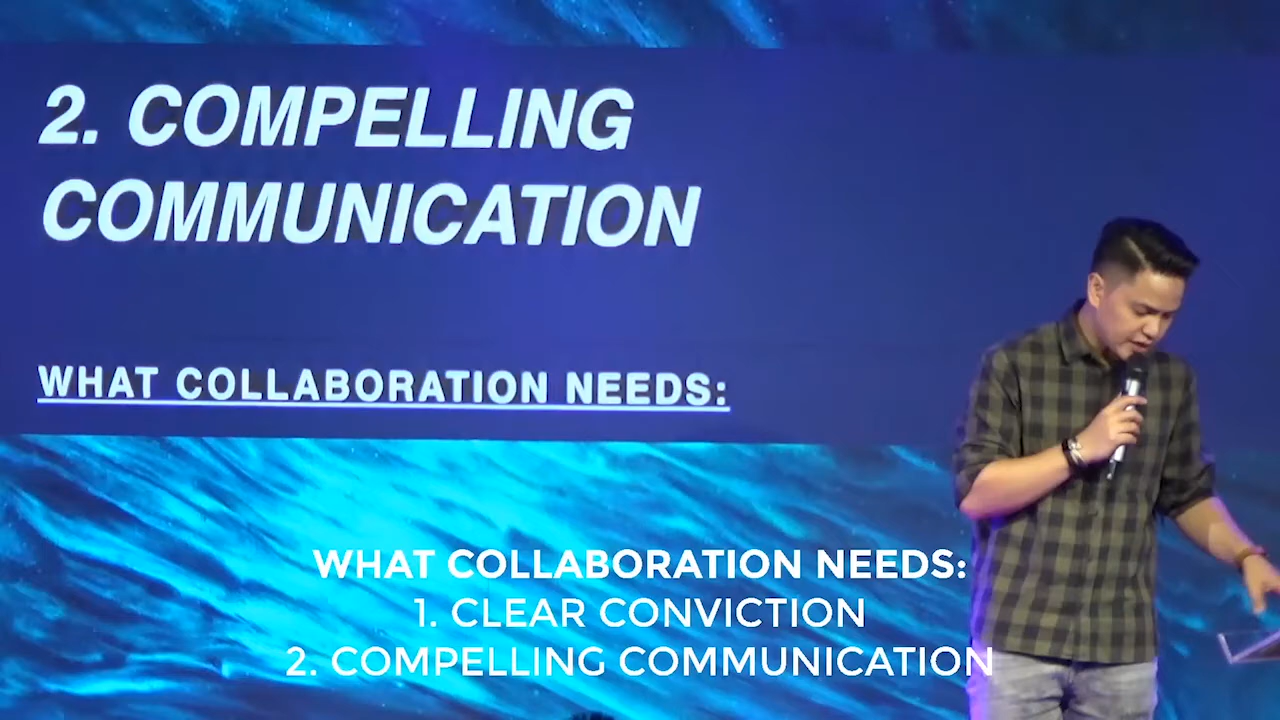 2. COMPELLING
COMMUNICATION
WHAT COLLABORATION NEEDS:
WHAT COLLABORATION NEEDS:
1. CLEAR CONVICTION
2. COMPELLING COMMUNICATION